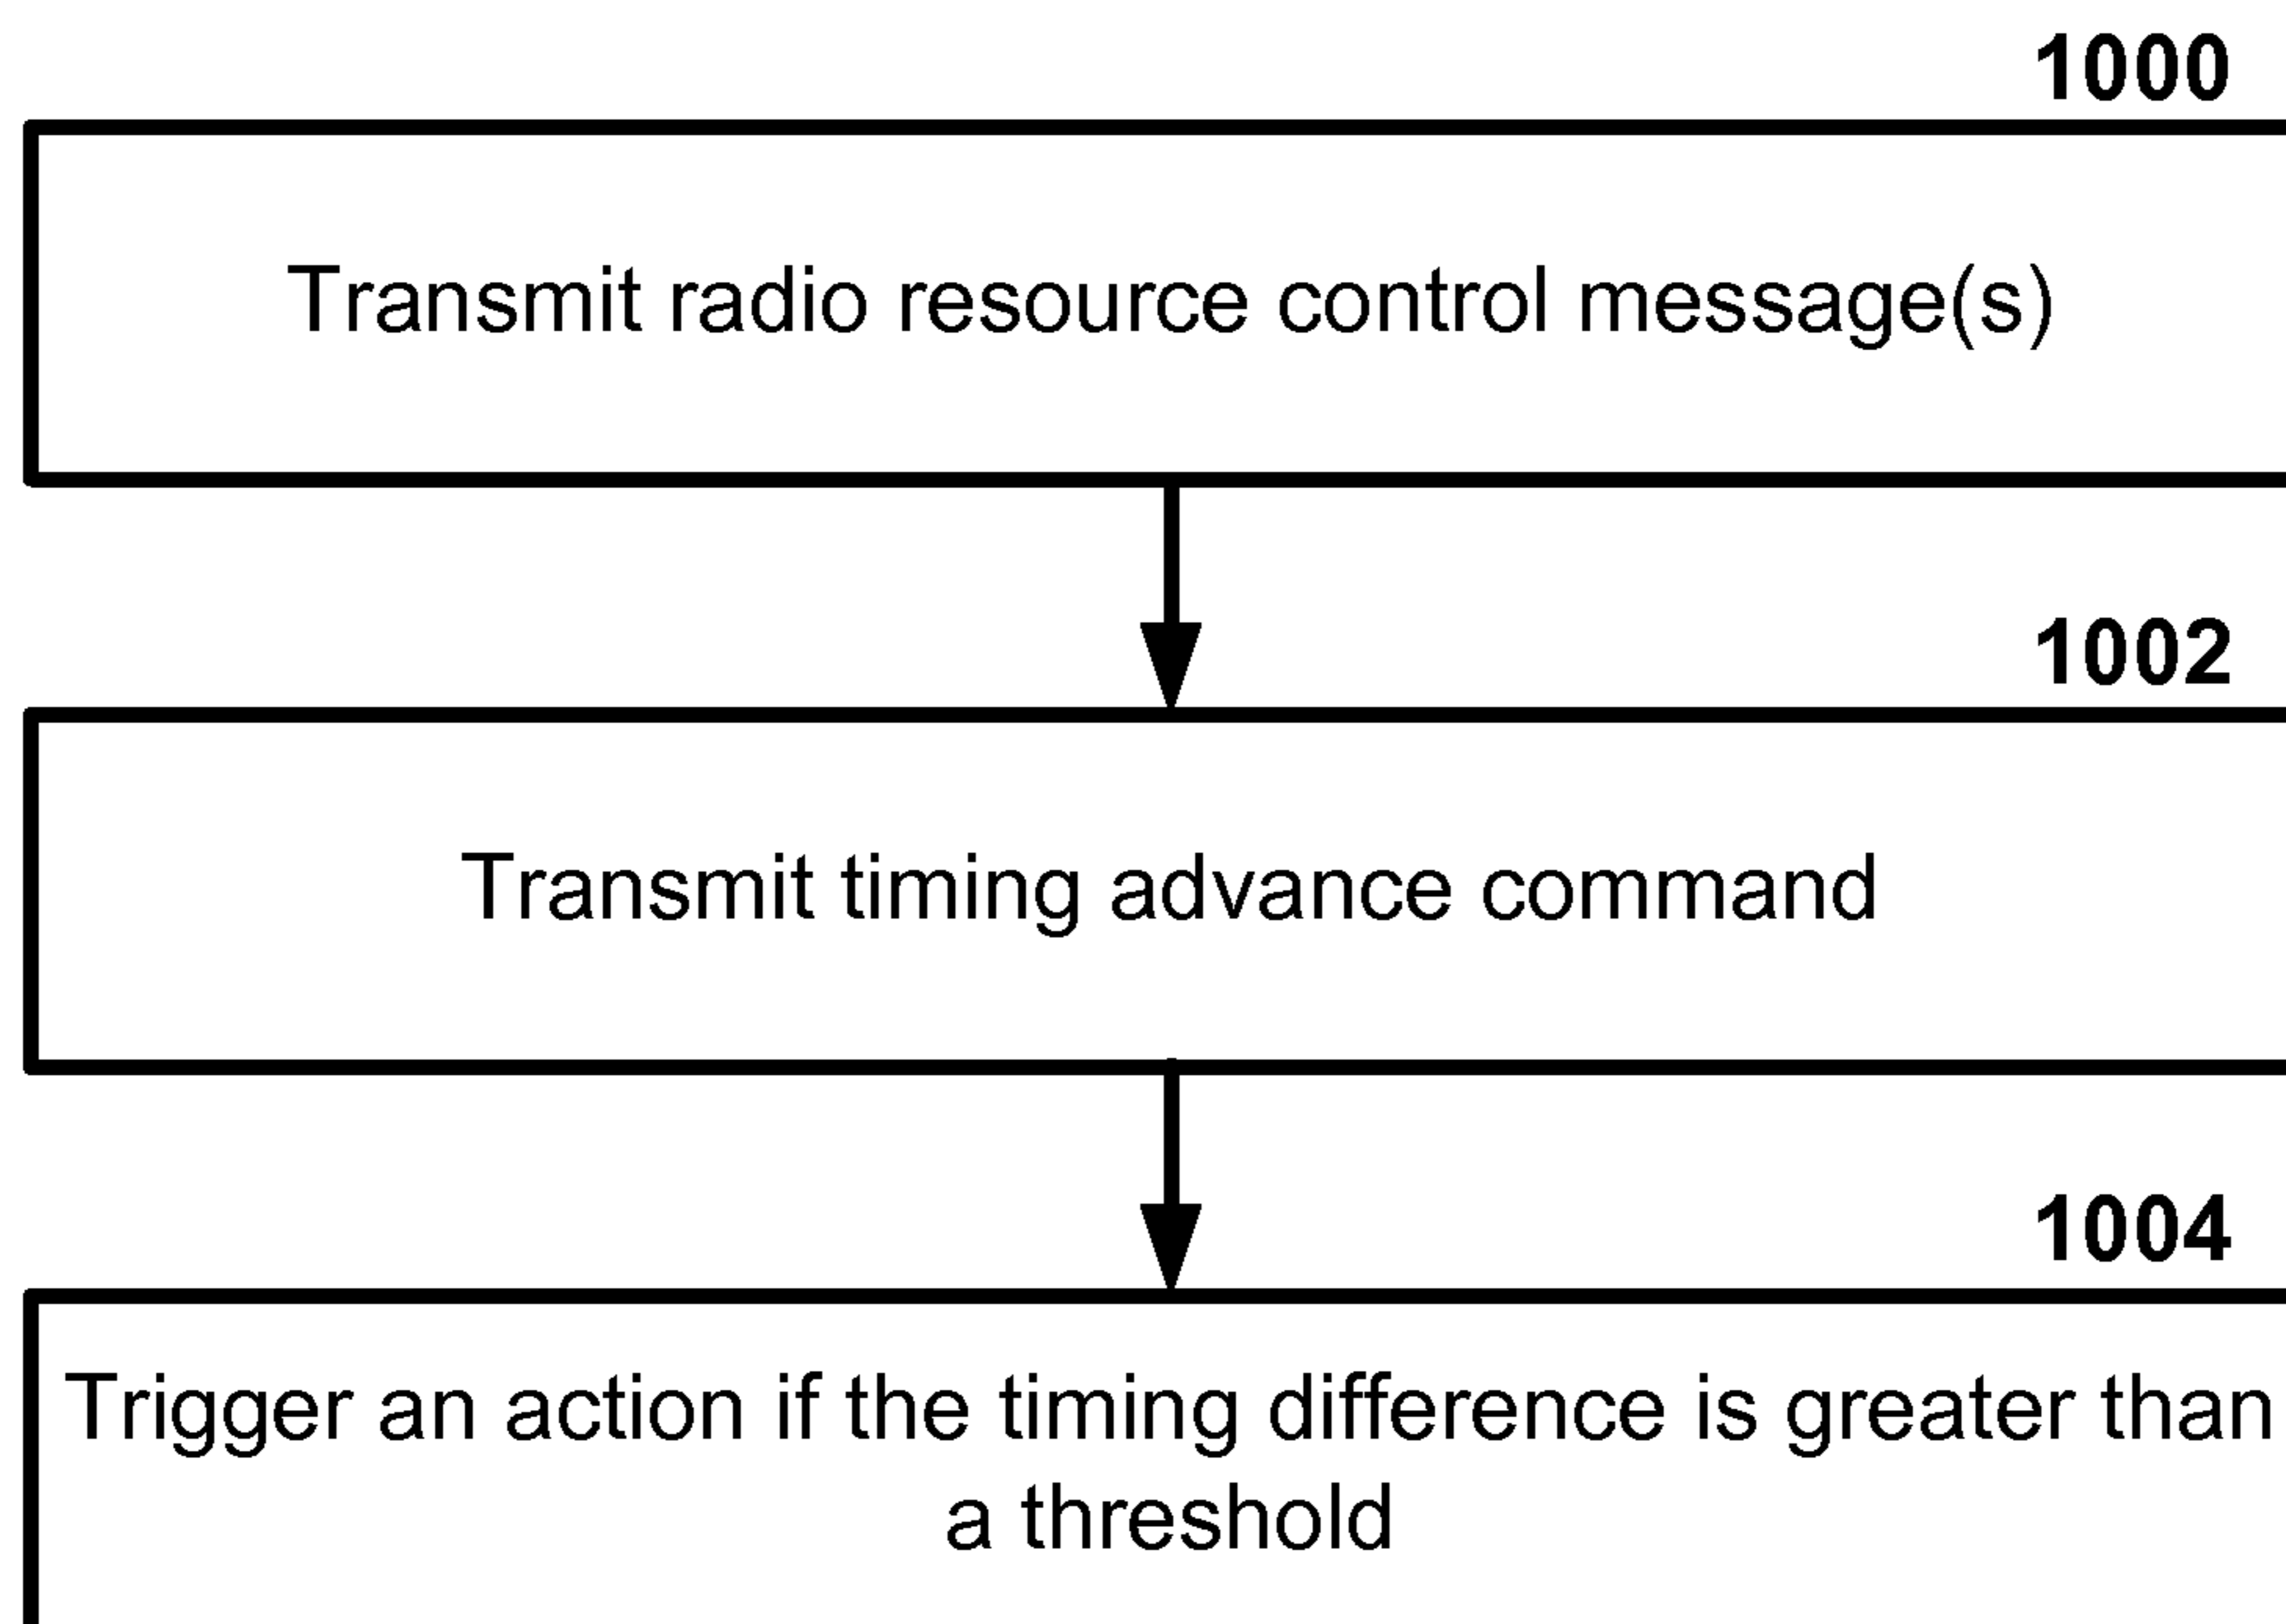 1000
Transmit radio resource control message(s)
1002
Transmit timing advance command
1004
Trigger an action if the timing difference is greater than
a threshold